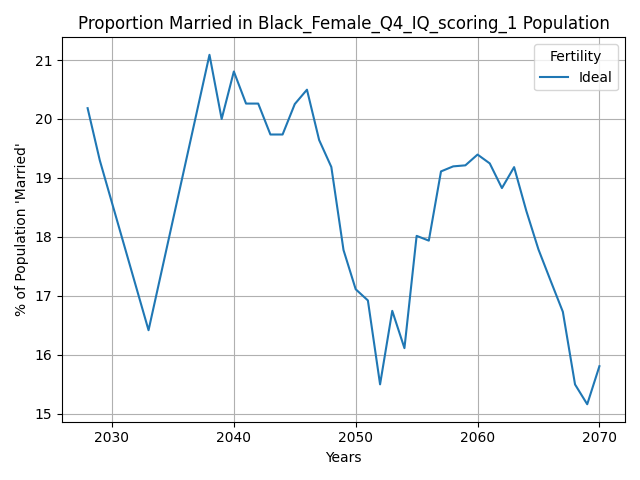 Proportion Married in Black_Female_Q4_IQ_scoring_1 Population
Fertility
Ideal
% of Population 'Married'
21
20
19
18
17
16
15
2030 2040 2050 2060 2070
Years